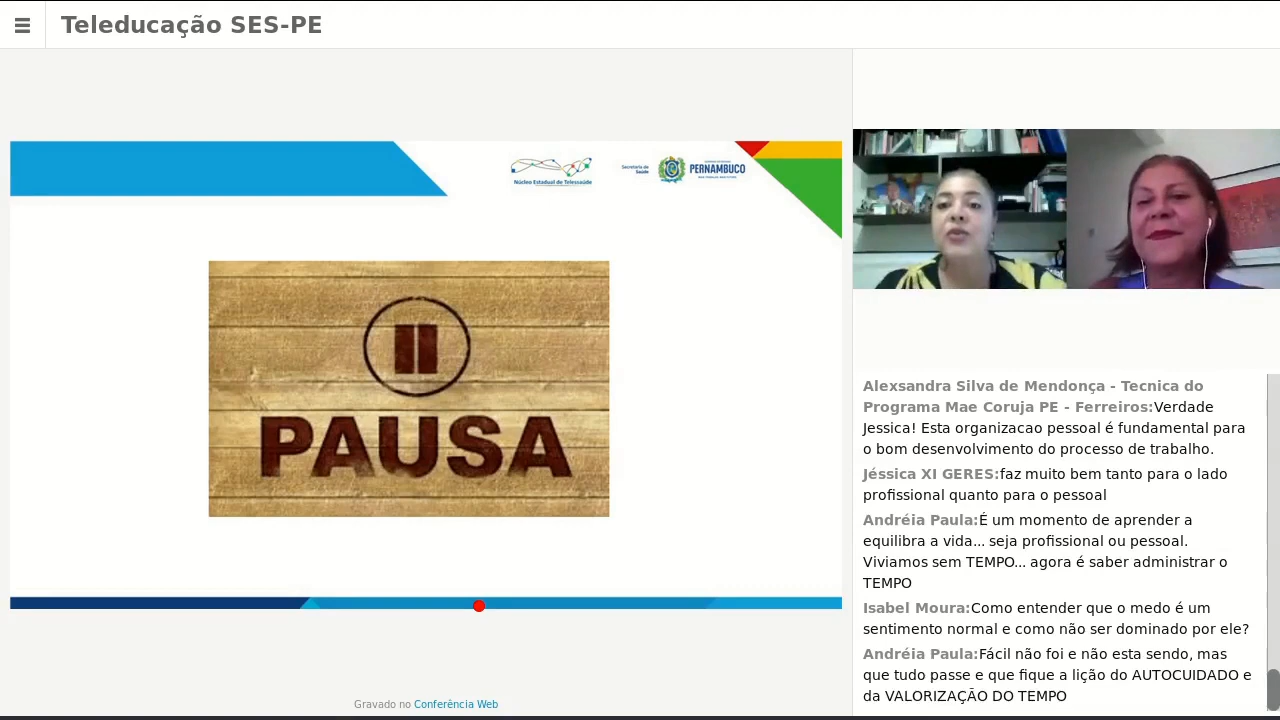 Teleducação SES-PE
Núcleo Estadual de Telessaúde
Secretaria de
Saúde
PERNAMBUCO
PAUSA
Alexsandra Silva de Mendonça - Tecnica do
Programa Mae Coruja PE - Ferreiros:Verdade
Jessica! Esta organizacao pessoal é fundamental para
o bom desenvolvimento do processo de trabalho.
Jéssica XI GERES:faz muito bem tanto para o lado
profissional quanto para o pessoal
Andréia Paula:É um momento de aprender a
equilibra a vida... seja profissional ou pessoal.
Viviamos sem TEMPO... agora é saber administrar o
TEMPO
Isabel Moura:Como entender que o medo é um
sentimento normal e como não ser dominado por ele?
Andréia Paula:Fácil não foi e não esta sendo, mas
que tudo passe e que fique a lição do AUTOCUIDADO e
da VALORIZAÇÃO DO TEMPO
Gravado no Conferência Web